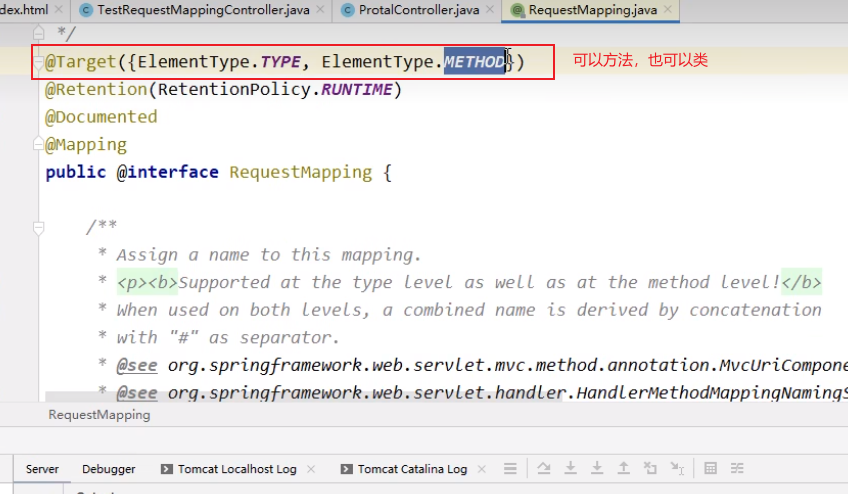 dex.html TestRequestMappingController.java ProtalController.java RequestMapping.java
*/
@Target({ElementType.TYPE, ElementType.METHOD}) 可以方法，也可以类
@Retention(RetentionPolicy.RUNTIME)
@Documented
@Mapping
public @interface RequestMapping {
/**
* Assign a name to this mapping.
* <p><b>Supported at the type level as well as at the method level!</b>
* When used on both levels, a combined name is derived by concatenation
* with "#" as separator.
* @see org.springframework.web.servlet.mvc.method.annotation.MvcUriCompone
* @see org.springframework.web.servlet.handler.HandlerMethodMappingNamingS
RequestMapping
Server Debugger Tomcat Localhost Log Tomcat Catalina Log